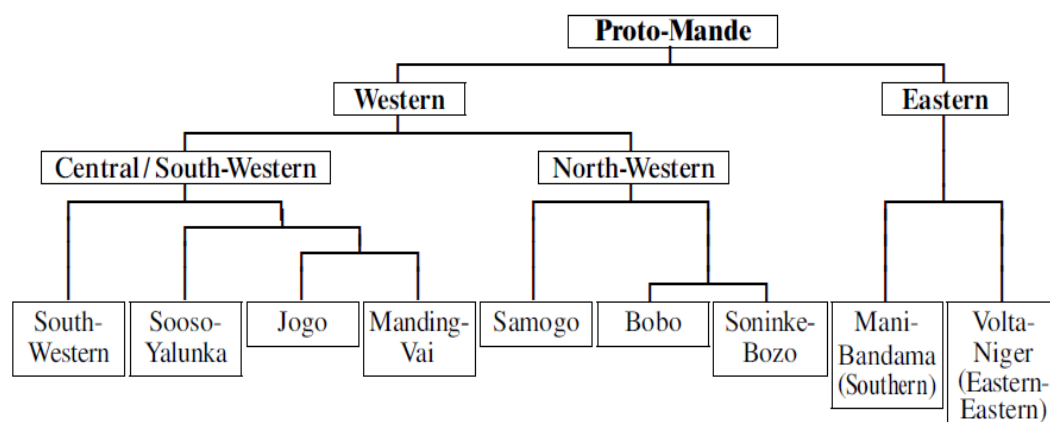 Proto-Mande
Western
Eastern
Central / South-Western
North-Western
South-
Western
Sooso-
Yalunka
Jogo
Manding-
Vai
Samogo
Bobo
Soninke-
Bozo
Mani-
Bandama
(Southern)
Volta-
Niger
(Eastern-
Eastern)